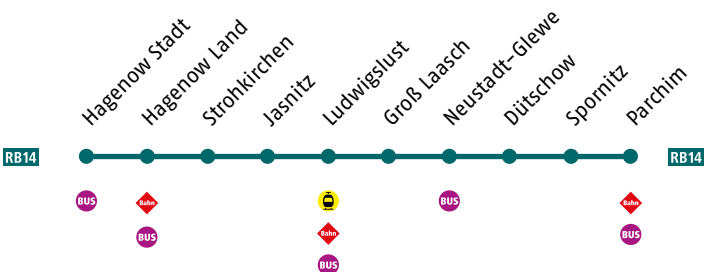 Hagenow Stadt
Hagenow Land
Strohkirchen
Jasnitz
Ludwigslust
Groß Laasch
Neustadt-Glewe
Dütschow
Spornitz
Parchim
RB14
RB14
BUS
Bahn
BUS
Bahn
BUS
BUS
Bahn
BUS